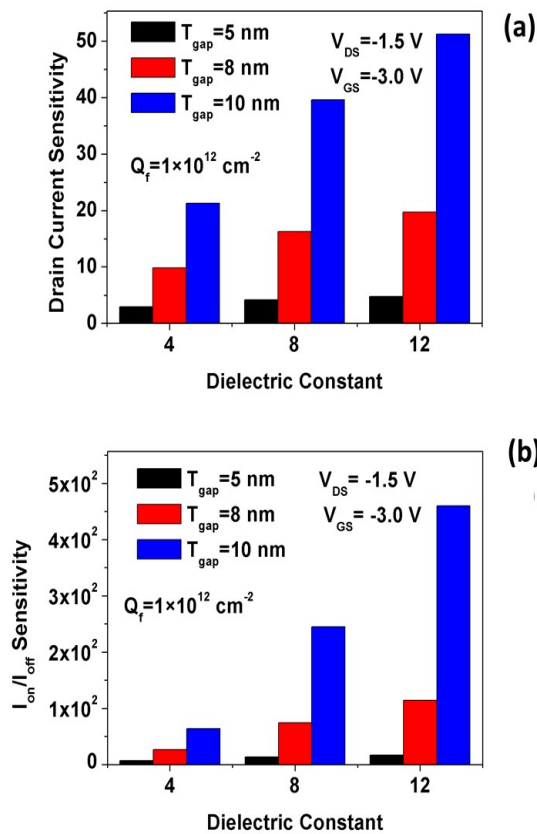 (a)
50
40
30
20
10
0
Drain Current Sensitivity
T_gap=5 nm
T_gap=8 nm
T_gap=10 nm
V_DS=-1.5 V
V_GS=-3.0 V
Q_f=1×10^12 cm^-2
4 8 12
Dielectric Constant
(b)
5x10^2
4x10^2
3x10^2
2x10^2
1x10^2
0
I_on/I_off Sensitivity
T_gap=5 nm
T_gap=8 nm
T_gap=10 nm
V_DS= -1.5 V
V_GS= -3.0 V
Q_f=1×10^12 cm^-2
4 8 12
Dielectric Constant